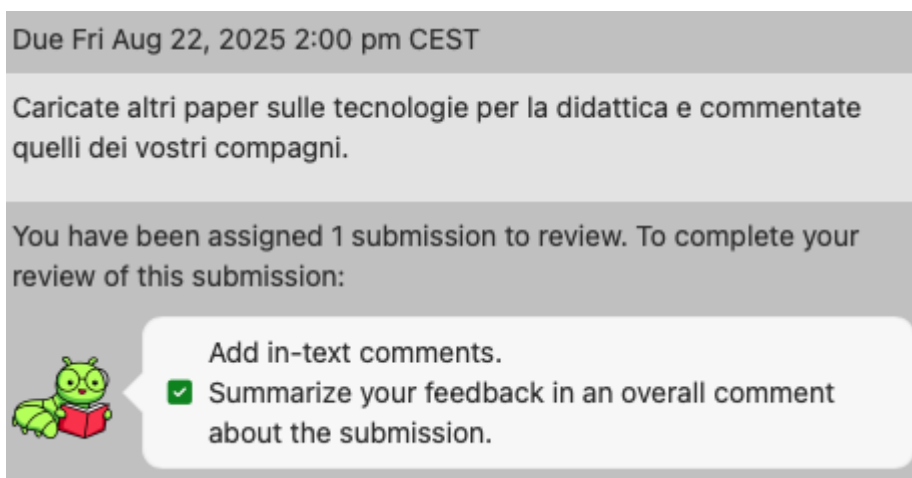 Due Fri Aug 22, 2025 2:00 pm CEST
Caricate altri paper sulle tecnologie per la didattica e commentate
quelli dei vostri compagni.
You have been assigned 1 submission to review. To complete your
review of this submission:
Add in-text comments.
Summarize your feedback in an overall comment
about the submission.